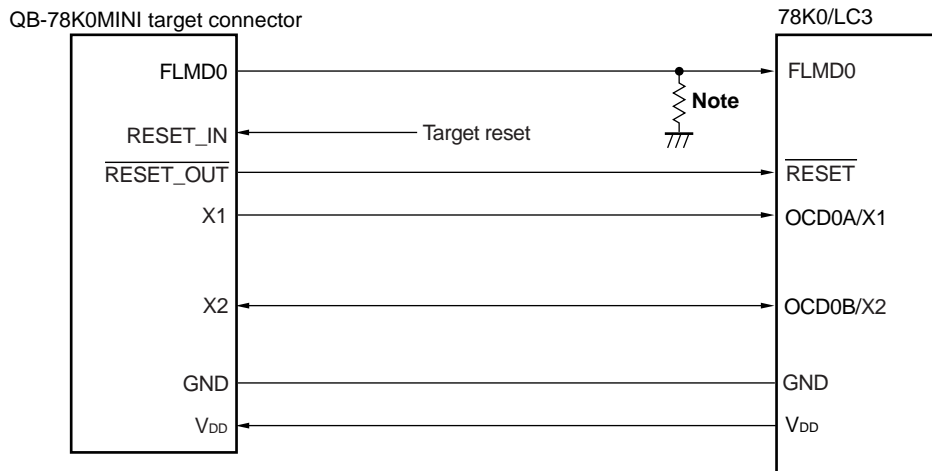 QB-78K0MINI target connector
78K0/LC3
FLMD0
FLMD0
Note
RESET_IN
Target reset
RESET_OUT
RESET
X1
OCD0A/X1
X2
OCD0B/X2
GND
GND
VDD
VDD